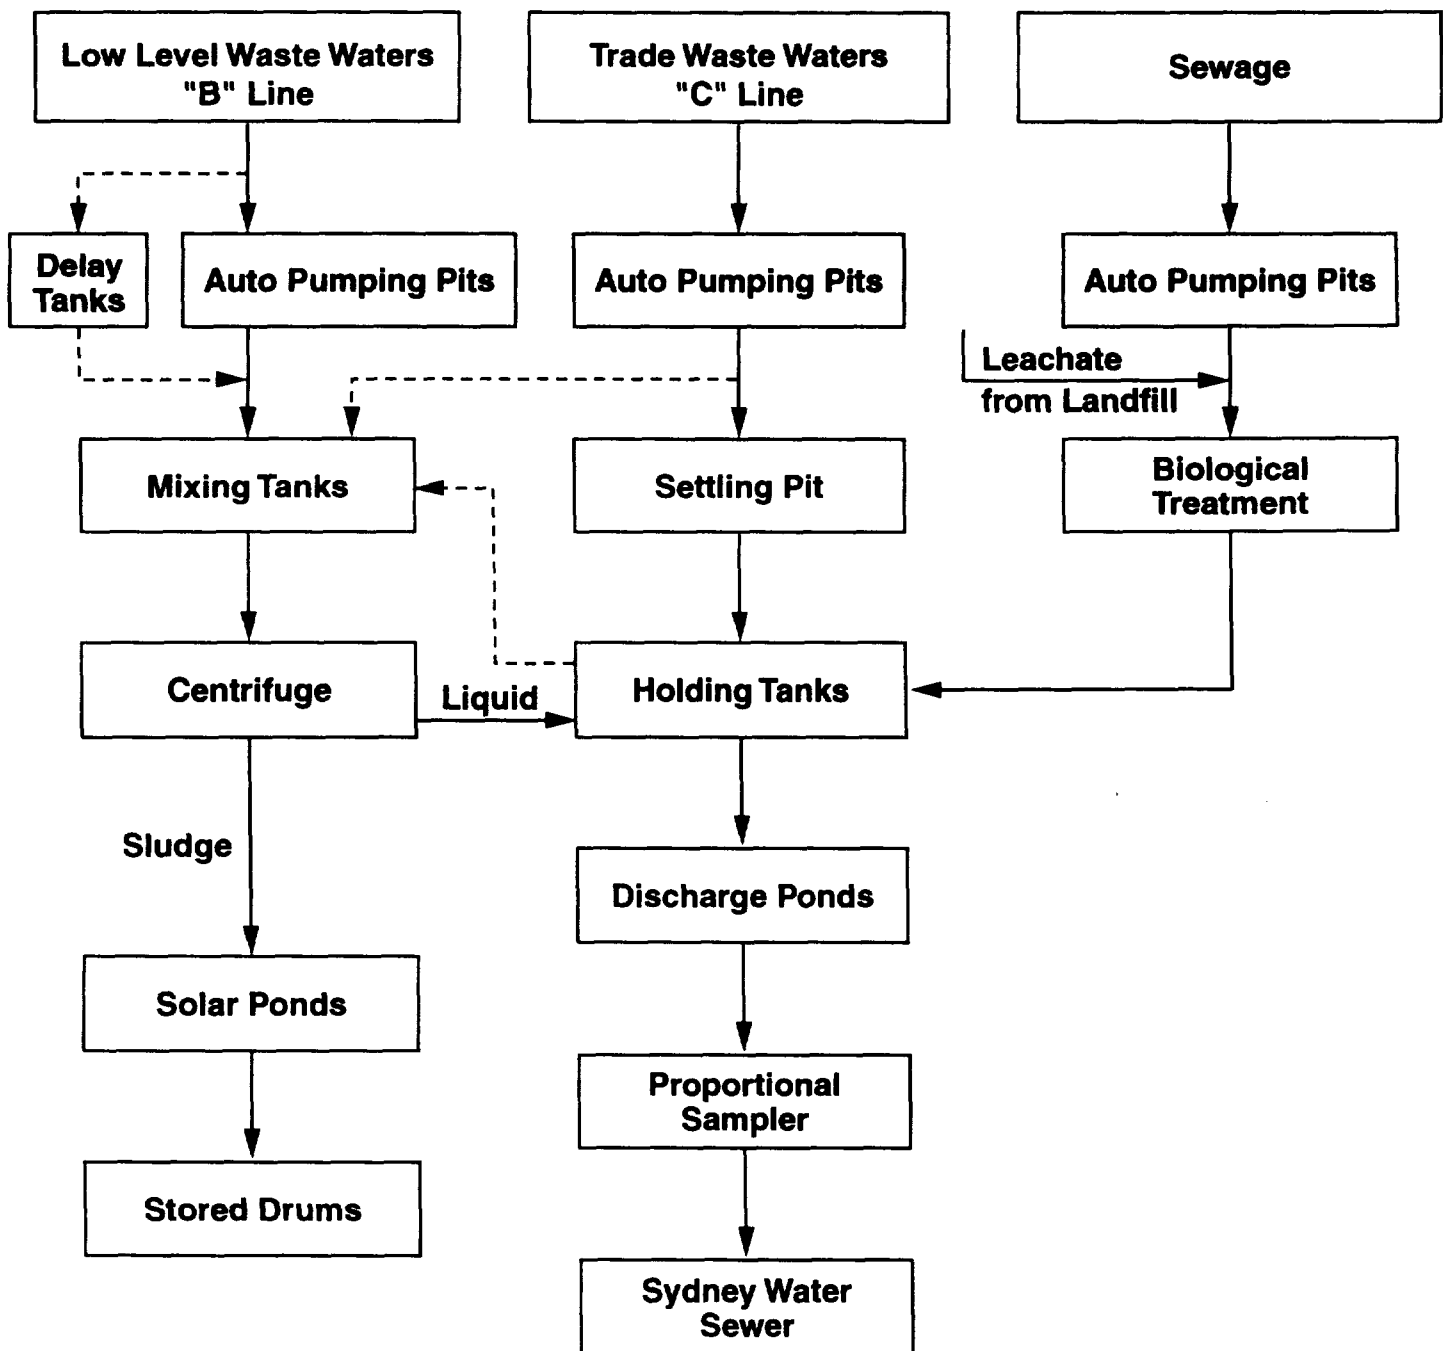 Low Level Waste Waters
"B" Line
Trade Waste Waters
"C" Line
Sewage
Delay
Tanks
Auto Pumping Pits
Auto Pumping Pits
Auto Pumping Pits
Leachate
from Landfill
Mixing Tanks
Settling Pit
Biological
Treatment
Centrifuge
Liquid
Holding Tanks
Sludge
Discharge Ponds
Solar Ponds
Proportional
Sampler
Stored Drums
Sydney Water
Sewer